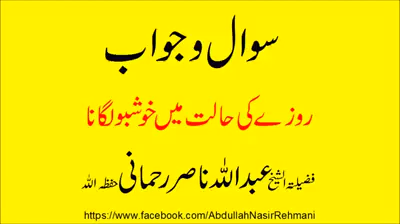 سوال و جواب
روزے کی حالت میں خوشبو لگانا
فضیلۃ الشیخ عبداللہ ناصر رحمانی حفظہ اللہ
https://www.facebook.com/AbdullahNasirRehmani